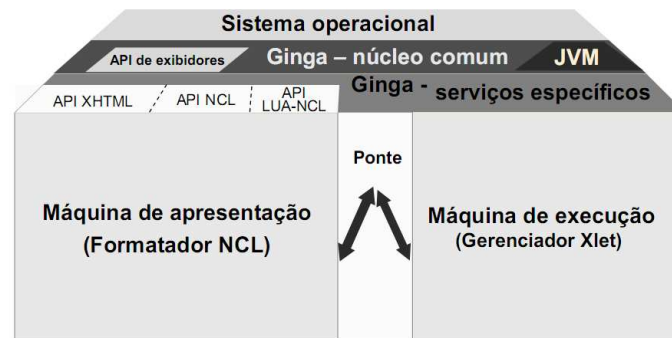 Sistema operacional
API de exibidores Ginga – núcleo comum JVM
API XHTML API NCL API LUA-NCL Ginga - serviços específicos
Ponte
Máquina de apresentação
(Formatador NCL)
Máquina de execução
(Gerenciador Xlet)